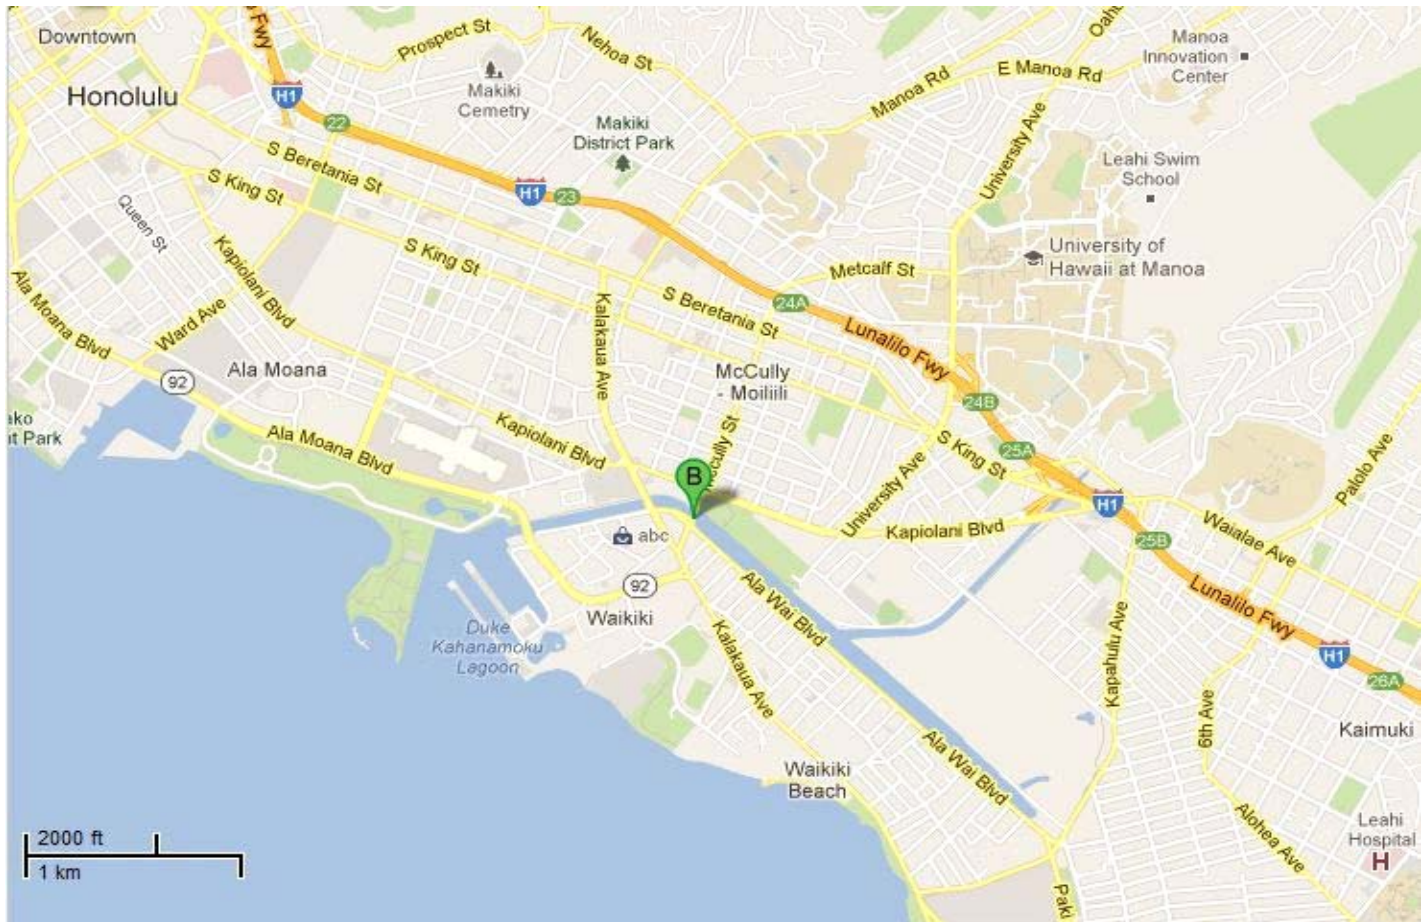 Downtown
Honolulu
Fwy
H1
22
Prospect St
Makiki
Cemetry
Nehoa St
Makiki
District Park
Manoa Rd
E Manoa Rd
Oahu
Manoa
Innovation
Center
University Ave
Leahi Swim
School
S Beretania St
S King St
H1
23
Queen St
Kapiolani Blvd
S King St
University of
Hawaii at Manoa
Metcalf St
Ala Moana Blvd
Ward Ave
Kalakaua Ave
S Beretania St
24A
Lunalilo Fwy
Ala Moana
92
McCully
- Moiliili
24B
ako
nt Park
Ala Moana Blvd
Kapiolani Blvd
Mccully St
S King St
25A
University Ave
Palolo Ave
B
H1
abc
Kapiolani Blvd
25B
Waialae Ave
92
Waikiki
Ala Wai Blvd
Lunalilo Fwy
Duke
Kahanamoku
Lagoon
Kalakaua Ave
Kapahulu Ave
H1
26A
6th Ave
Kaimuki
Waikiki
Beach
Ala Wai Blvd
Alohea Ave
Leahi
Hospital
H
2000 ft
1 km
Paki